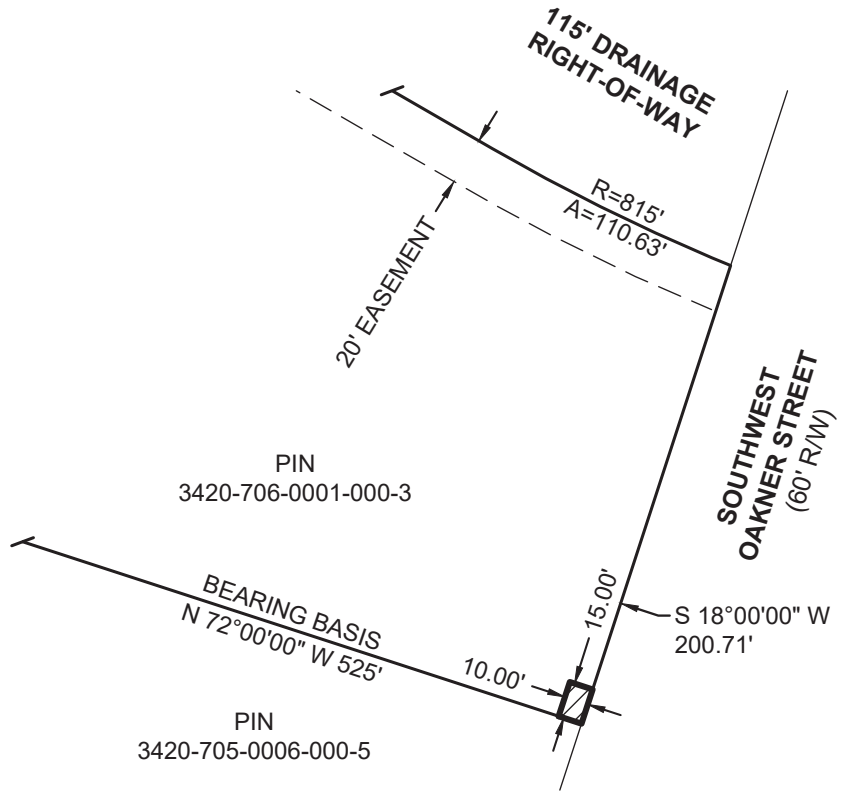 115' DRAINAGE
RIGHT-OF-WAY
R=815'
A=110.63'
20' EASEMENT
SOUTHWEST
OAKNER STREET
(60' R/W)
PIN
3420-706-0001-000-3
BEARING BASIS
N 72°00'00" W 525'
15.00'
S 18°00'00" W
200.71'
10.00'
PIN
3420-705-0006-000-5